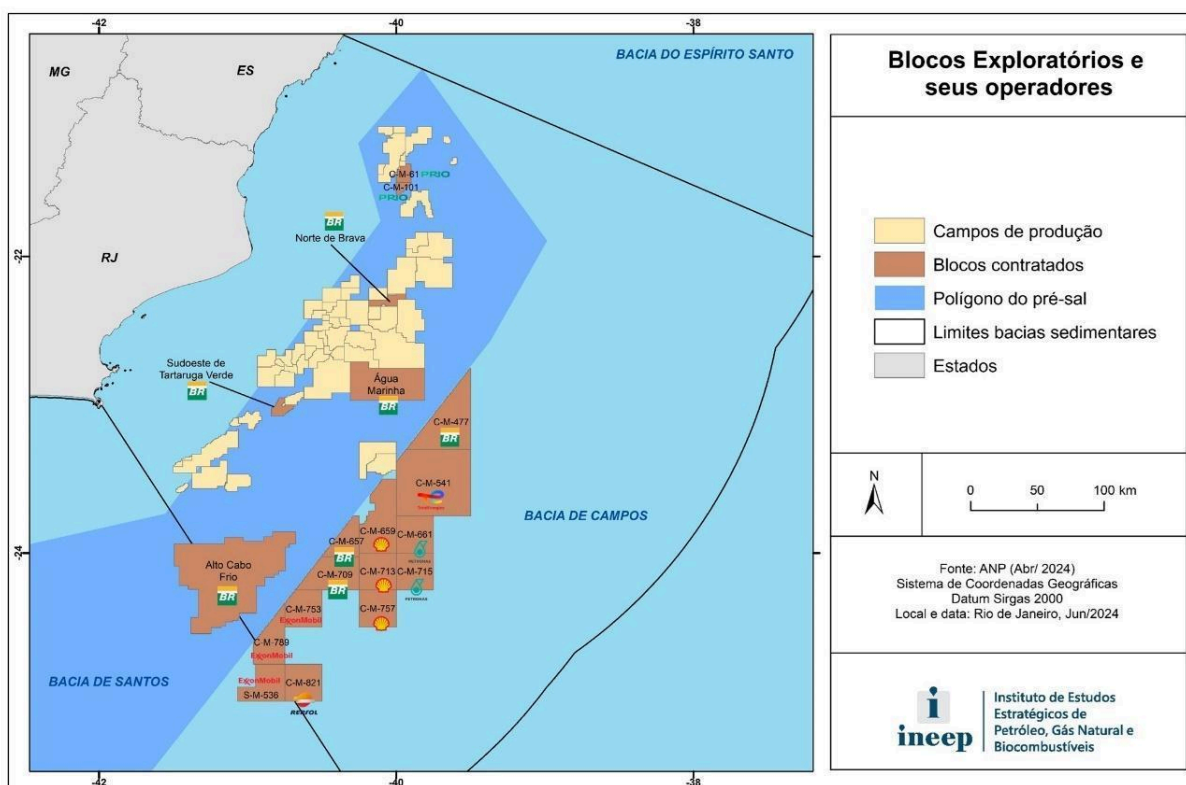 -42
-40
-38
MG
ES
BACIA DO ESPÍRITO SANTO
C-M-61
PRIO
C-M-101
PRIO
BR
Norte de Brava
-22
-22
RJ
Sudoeste de
Tartaruga Verde
BR
Água
Marinha
BR
C-M-477
BR
C-M-541
TotalEnergies
BACIA DE CAMPOS
-24
-24
C-M-659
C-M-661
C-M-657
BR
PETRONAS
Alto Cabo
Frio
BR
C-M-709
BR
C-M-713
C-M-715
PETRONAS
C-M-753
ExxonMobil
C-M-757
C-M-789
ExxonMobil
ExxonMobil
C-M-821
S-M-536
REPSOL
BACIA DE SANTOS
-42
-40
-38
Blocos Exploratórios e
seus operadores
Campos de produção
Blocos contratados
Polígono do pré-sal
Limites bacias sedimentares
Estados
N
0 50 100 km
Fonte: ANP (Abr/ 2024)
Sistema de Coordenadas Geográficas
Datum Sirgas 2000
Local e data: Rio de Janeiro, Jun/2024
ineep
Instituto de Estudos
Estratégicos de
Petróleo, Gás Natural e
Biocombustíveis